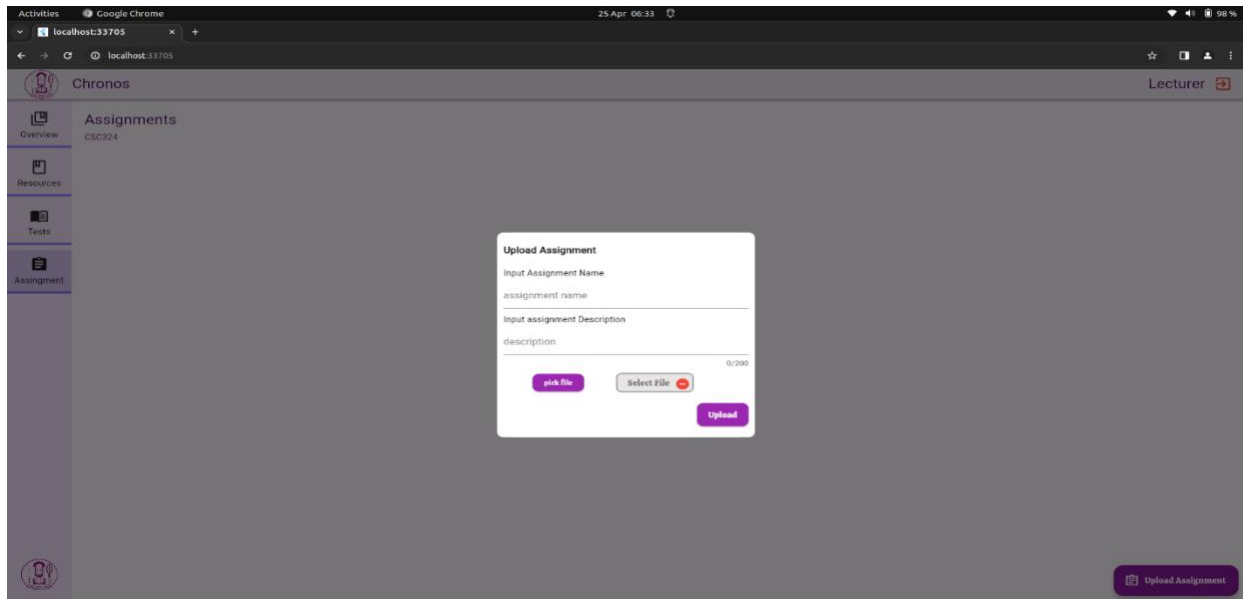 Activities Google Chrome 25 Apr 06:33 98 %
localhost:33705 × +
localhost:33705
Chronos Lecturer
Overview
Resources
Tests
Assingment
Assignments
CSC324
Upload Assignment
Input Assignment Name
assignment name
Input assignment Description
description
0/200
pick file Select File
Upload
Upload Assignment